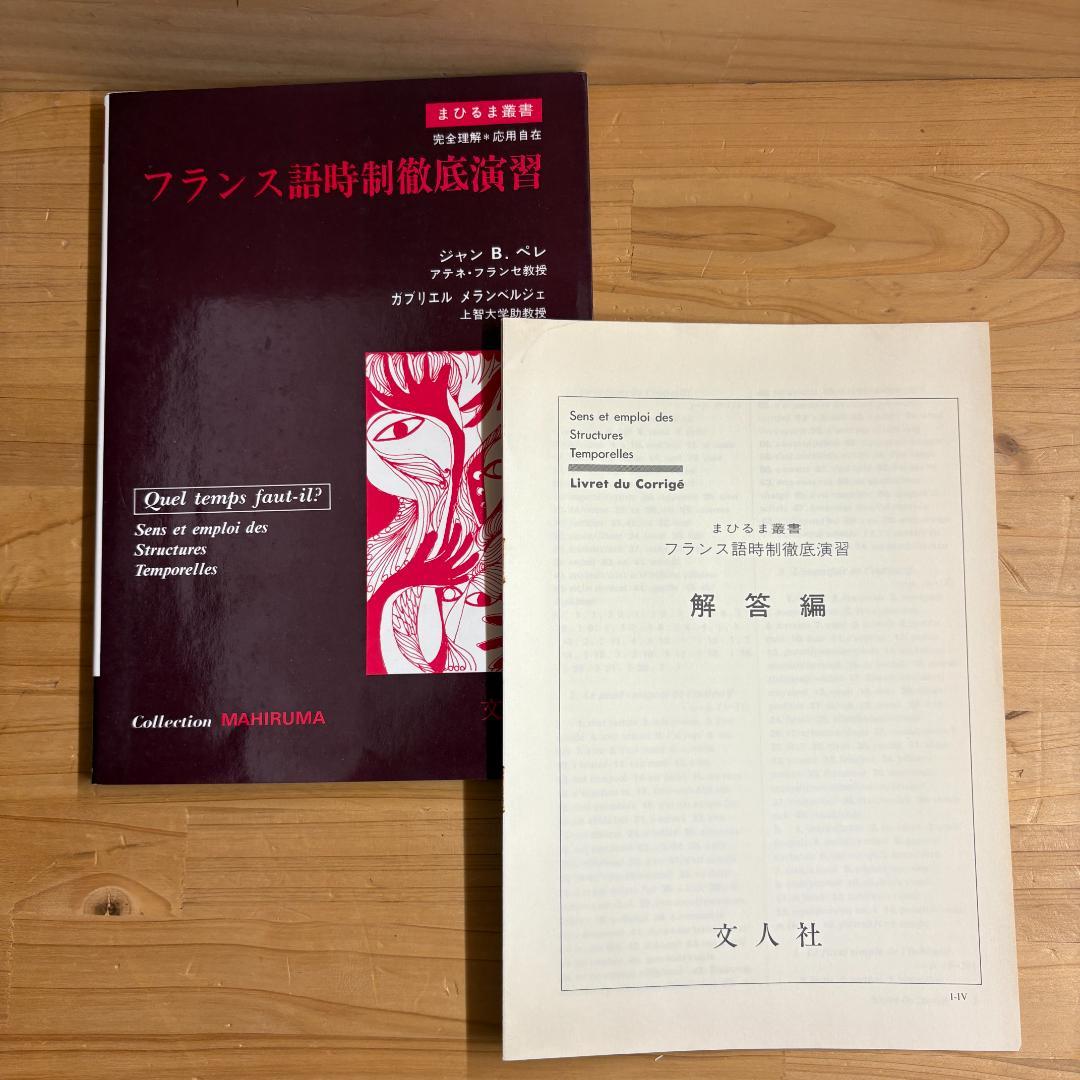 まひるま叢書
完全理解*応用自在
フランス語時制徹底演習
ジャン B. ペレ
アテネ・フランセ教授
ガブリエル メランベルジェ
上智大学助教授
Quel temps faut-il?
Sens et emploi des
Structures
Temporelles
Collection MAHIRUMA
文
Sens et emploi des
Structures
Temporelles
Livret du Corrigé
まひるま叢書
フランス語時制徹底演習
解答編
文人社
I-IV